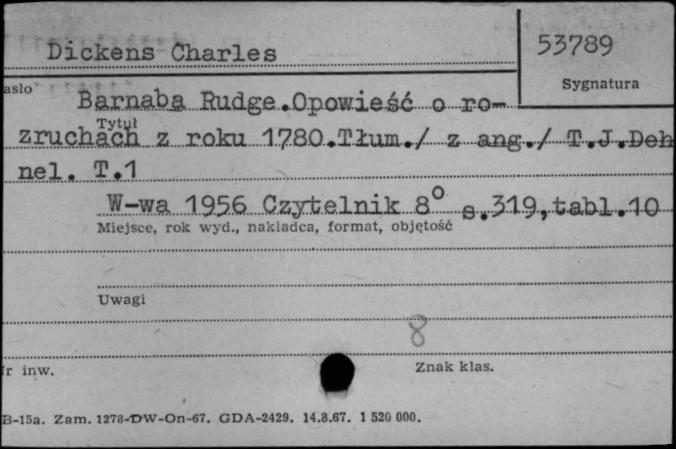 Dickens Charles
53789
Sygnatura
asło
Barnaba Rudge.Opowieść o ro-
Tytuł
zruchach z roku 1780.Tłum./ z ang./ T.J.Deh
nel. T.1
W-wa 1956 Czytelnik 8° s.319,tabl.10
Miejsce, rok wyd., nakładca, format, objętość
Uwagi
8
r inw.
Znak klas.
B-15a. Zam. 1278-DW-On-67. GDA-2429. 14.8.67. 1 520 000.